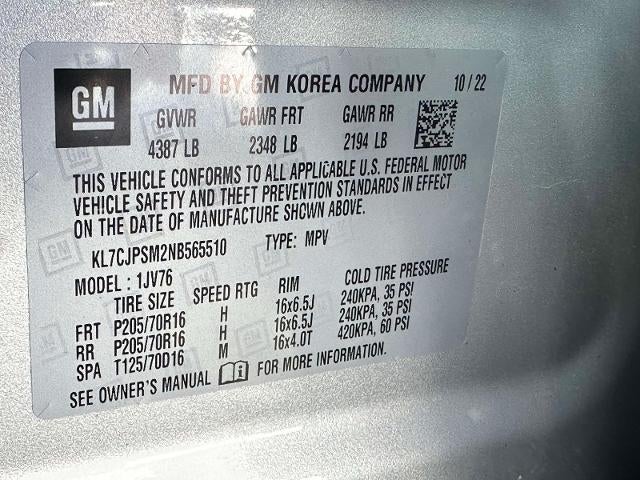 GM MFD BY GM KOREA COMPANY 10/22
GVWR GAWR FRT GAWR RR
4387 LB 2348 LB 2194 LB
THIS VEHICLE CONFORMS TO ALL APPLICABLE U.S. FEDERAL MOTOR
VEHICLE SAFETY AND THEFT PREVENTION STANDARDS IN EFFECT
ON THE DATE OF MANUFACTURE SHOWN ABOVE.
KL7CJPSM2NB565510 TYPE: MPV
MODEL: 1JV76
TIRE SIZE SPEED RTG RIM COLD TIRE PRESSURE
FRT P205/70R16 H 16x6.5J 240KPA, 35 PSI
RR P205/70R16 H 16x6.5J 240KPA, 35 PSI
SPA T125/70D16 M 16x4.0T 420KPA, 60 PSI
SEE OWNER'S MANUAL FOR MORE INFORMATION.